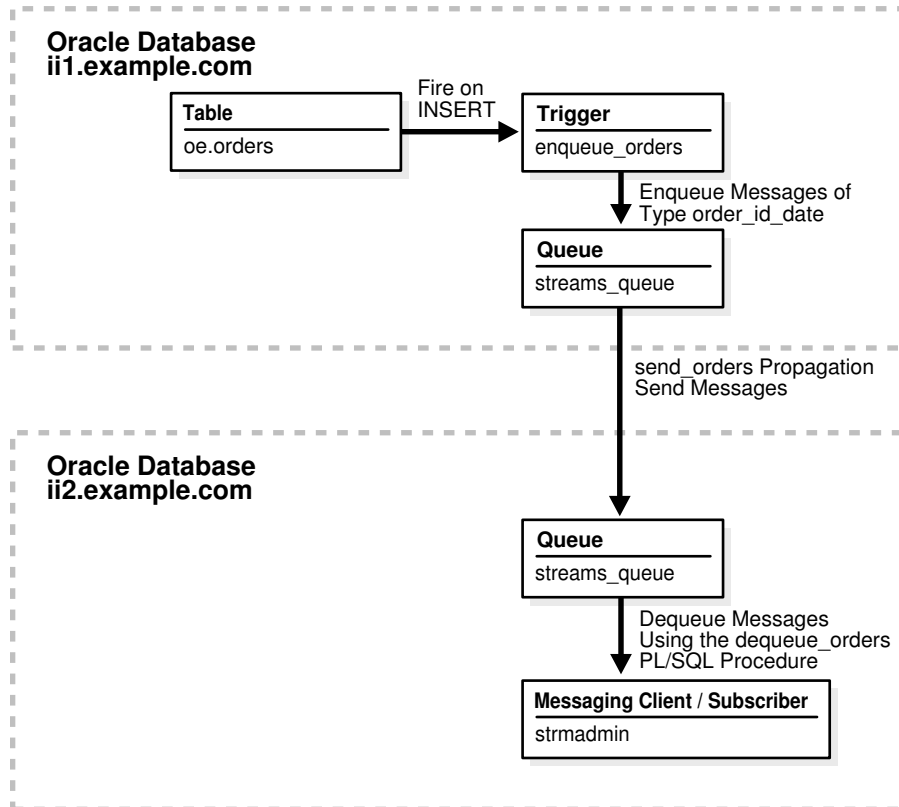 Oracle Database
ii1.example.com
Table
oe.orders
Fire on
INSERT
Trigger
enqueue_orders
Enqueue Messages of
Type order_id_date
Queue
streams_queue
send_orders Propagation
Send Messages
Oracle Database
ii2.example.com
Queue
streams_queue
Dequeue Messages
Using the dequeue_orders
PL/SQL Procedure
Messaging Client / Subscriber
strmadmin